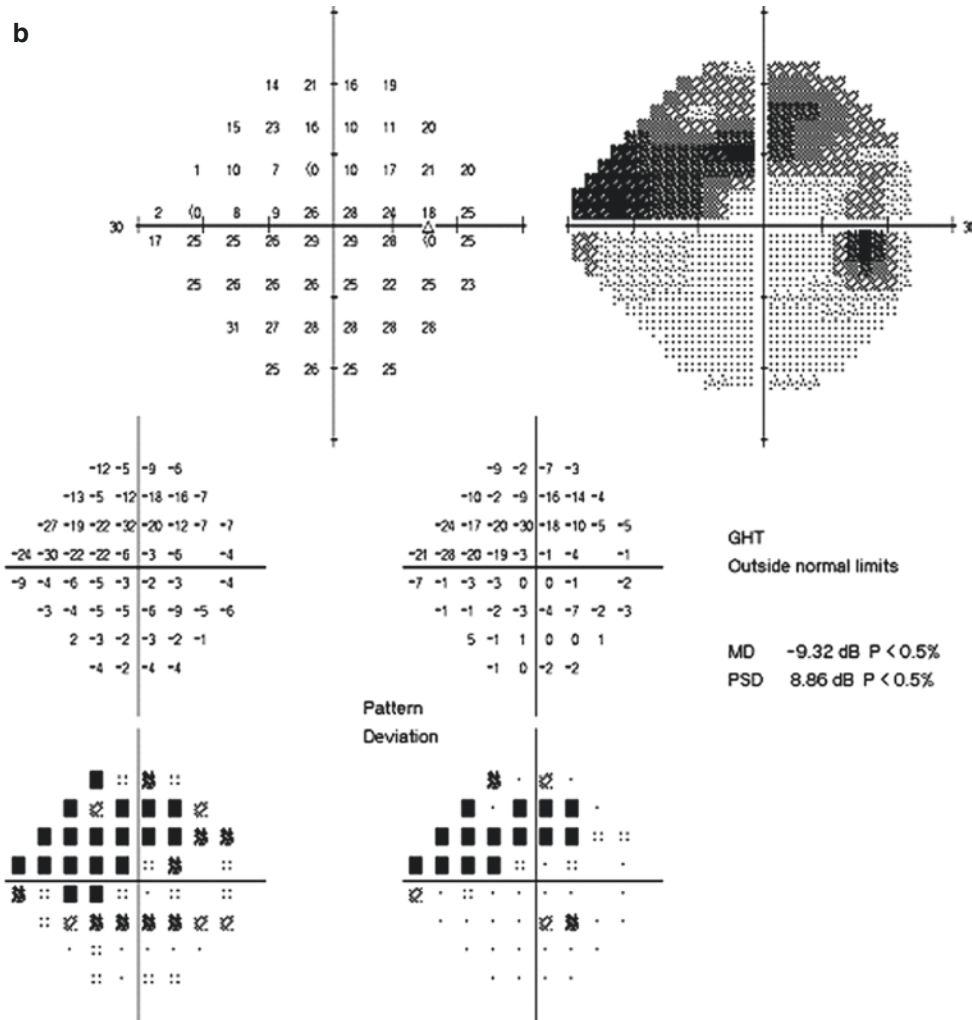 b
14 21 16 19
15 23 16 10 11 20
1 10 7 ⟨0 10 17 21 20
2 ⟨0 8 9 26 28 24 18 25
30 30
17 25 25 26 29 29 28 ⟨0 25
25 26 26 26 25 22 25 23
31 27 28 28 28 28
25 26 25 25
-12 -5 -9 -6
-13 -5 -12 -18 -16 -7
-27 -19 -22 -32 -20 -12 -7 -7
-24 -30 -22 -22 -6 -3 -6 -4
-9 -4 -6 -5 -3 -2 -3 -4
-3 -4 -5 -5 -6 -9 -5 -6
2 -3 -2 -3 -2 -1
-4 -2 -4 -4
-9 -2 -7 -3
-10 -2 -9 -16 -14 -4
-24 -17 -20 -30 -18 -10 -5 -5
-21 -28 -20 -19 -3 -1 -4 -1
-7 -1 -3 -3 0 0 -1 -2
-1 -1 -2 -3 -4 -7 -2 -3
5 -1 1 0 0 1
-1 0 -2 -2
GHT
Outside normal limits
MD -9.32 dB P < 0.5%
PSD 8.86 dB P < 0.5%
Pattern
Deviation